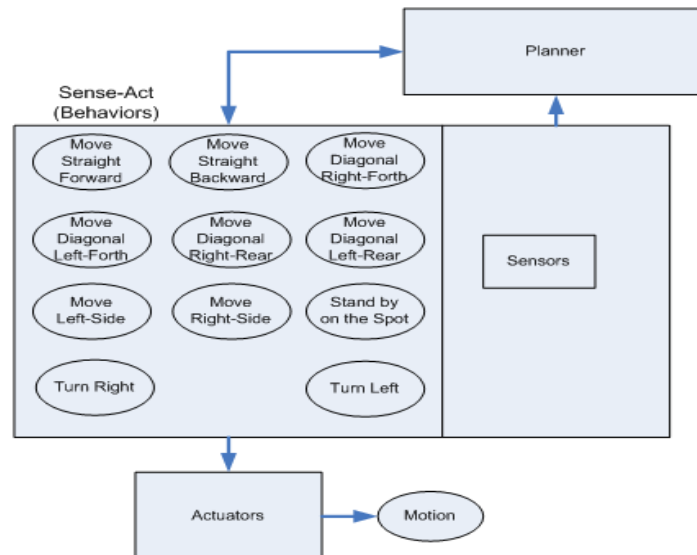 Planner
Sense-Act
(Behaviors)
Move
Straight
Forward
Move
Straight
Backward
Move
Diagonal
Right-Forth
Move
Diagonal
Left-Forth
Move
Diagonal
Right-Rear
Move
Diagonal
Left-Rear
Sensors
Move
Left-Side
Move
Right-Side
Stand by
on the Spot
Turn Right
Turn Left
Actuators
Motion